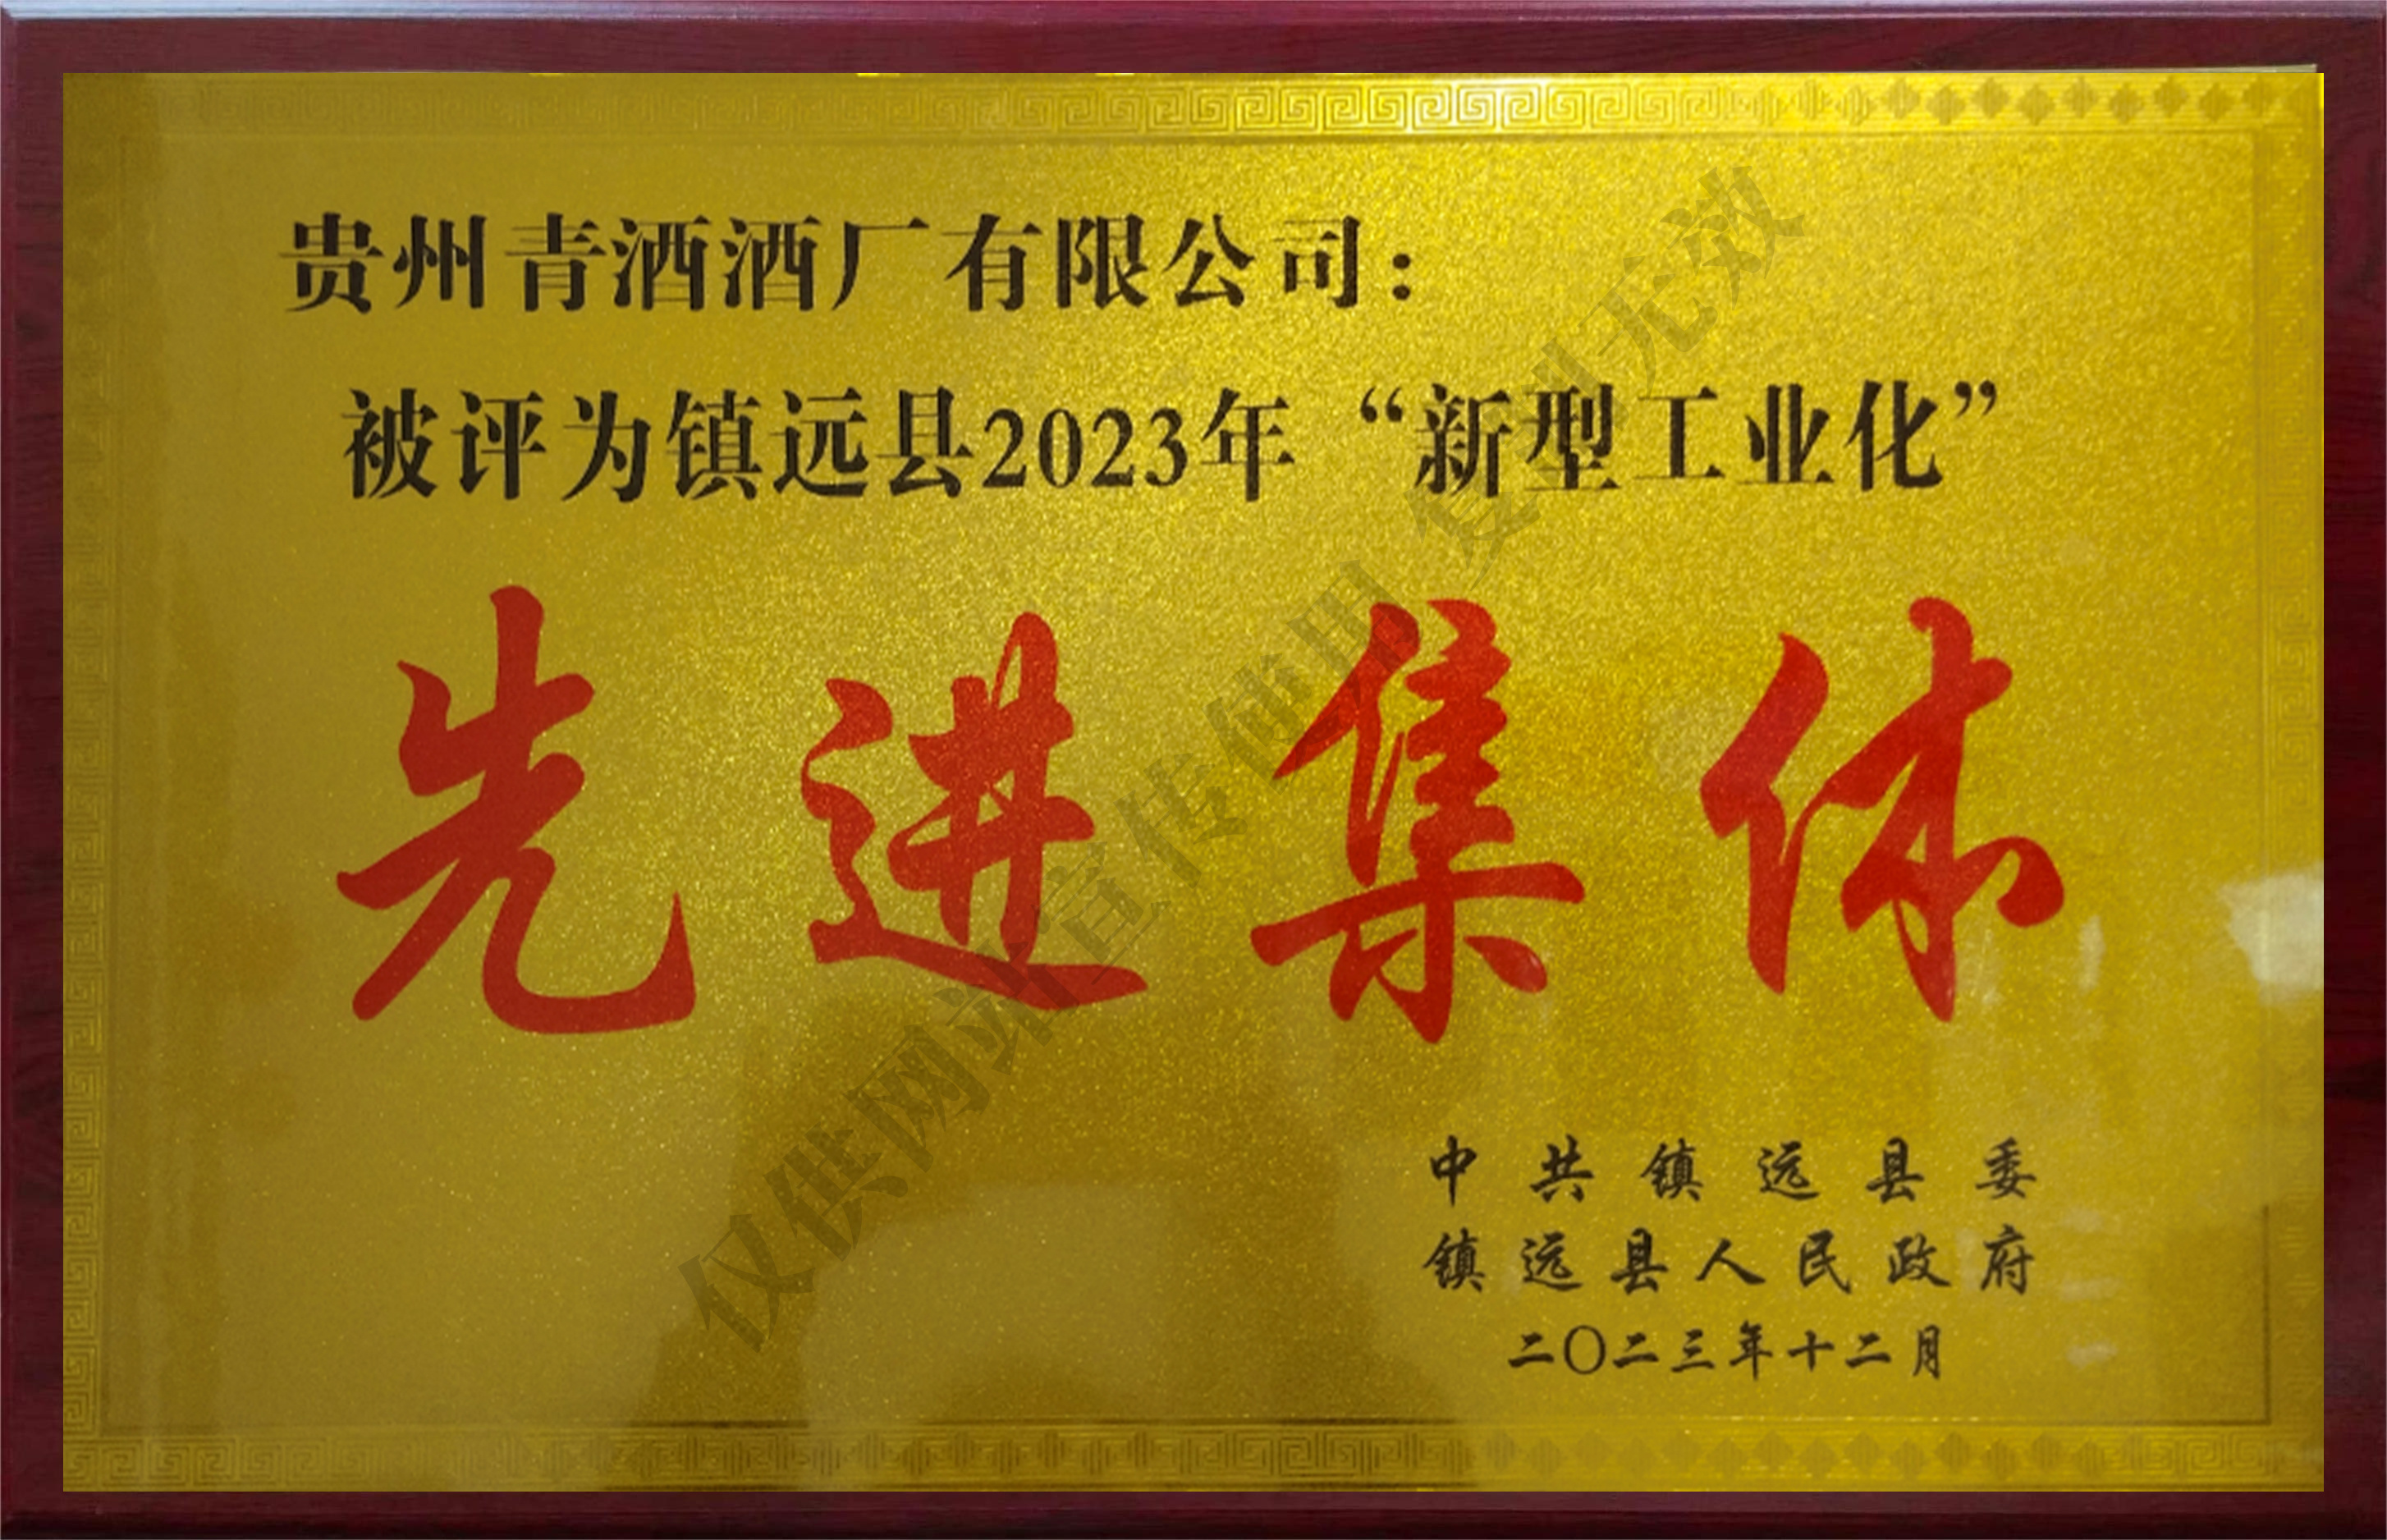 贵州青酒酒厂有限公司：
被评为镇远县2023年“新型工业化”
先进集体
中共镇远县委
镇远县人民政府
二〇二三年十二月
仅供网站宣传使用 复制无效